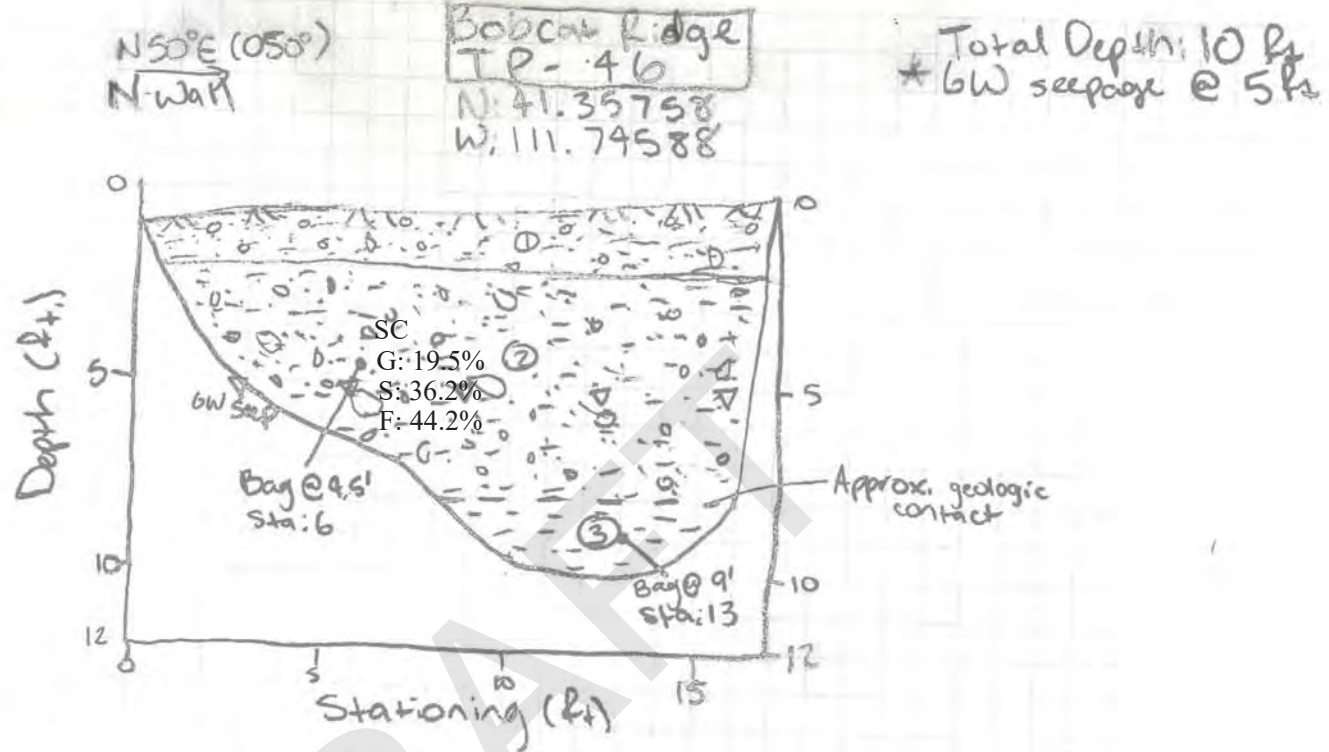 N50°E (050°)
N-Wall
Bobcat Ridge
TP-46
N: 41.35758
W: 111.74588
Total Depth: 10 ft
* GW seepage @ 5ft
0
0
1
1
SC
G: 19.5%
S: 36.2%
F: 44.2%
2
5
5
GW seep
Bag @ 4.5'
Sta: 6
Approx. geologic
contact
3
Bag @ 9'
Sta: 13
10
10
12
12
0
5
10
15
Depth (ft.)
Stationing (ft)
DRAFT